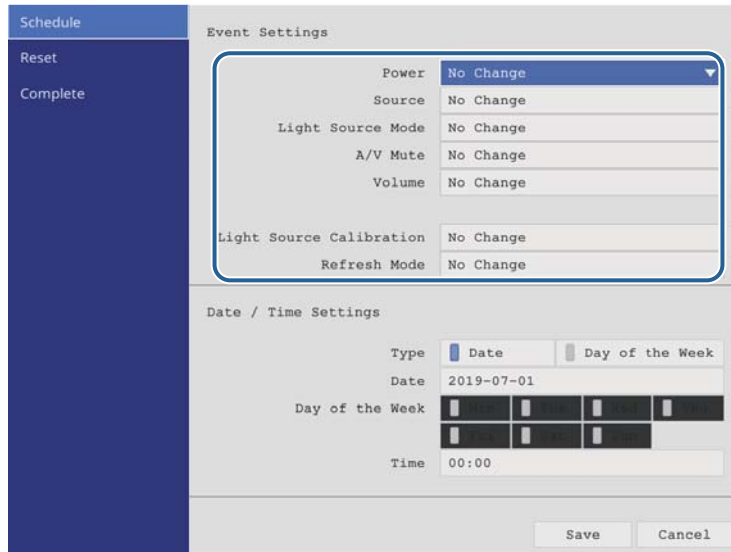 Schedule
Reset
Complete
Event Settings
Power No Change
Source No Change
Light Source Mode No Change
A/V Mute No Change
Volume No Change
Light Source Calibration No Change
Refresh Mode No Change
Date / Time Settings
Type Date Day of the Week
Date 2019-07-01
Day of the Week
Time 00:00
Save Cancel